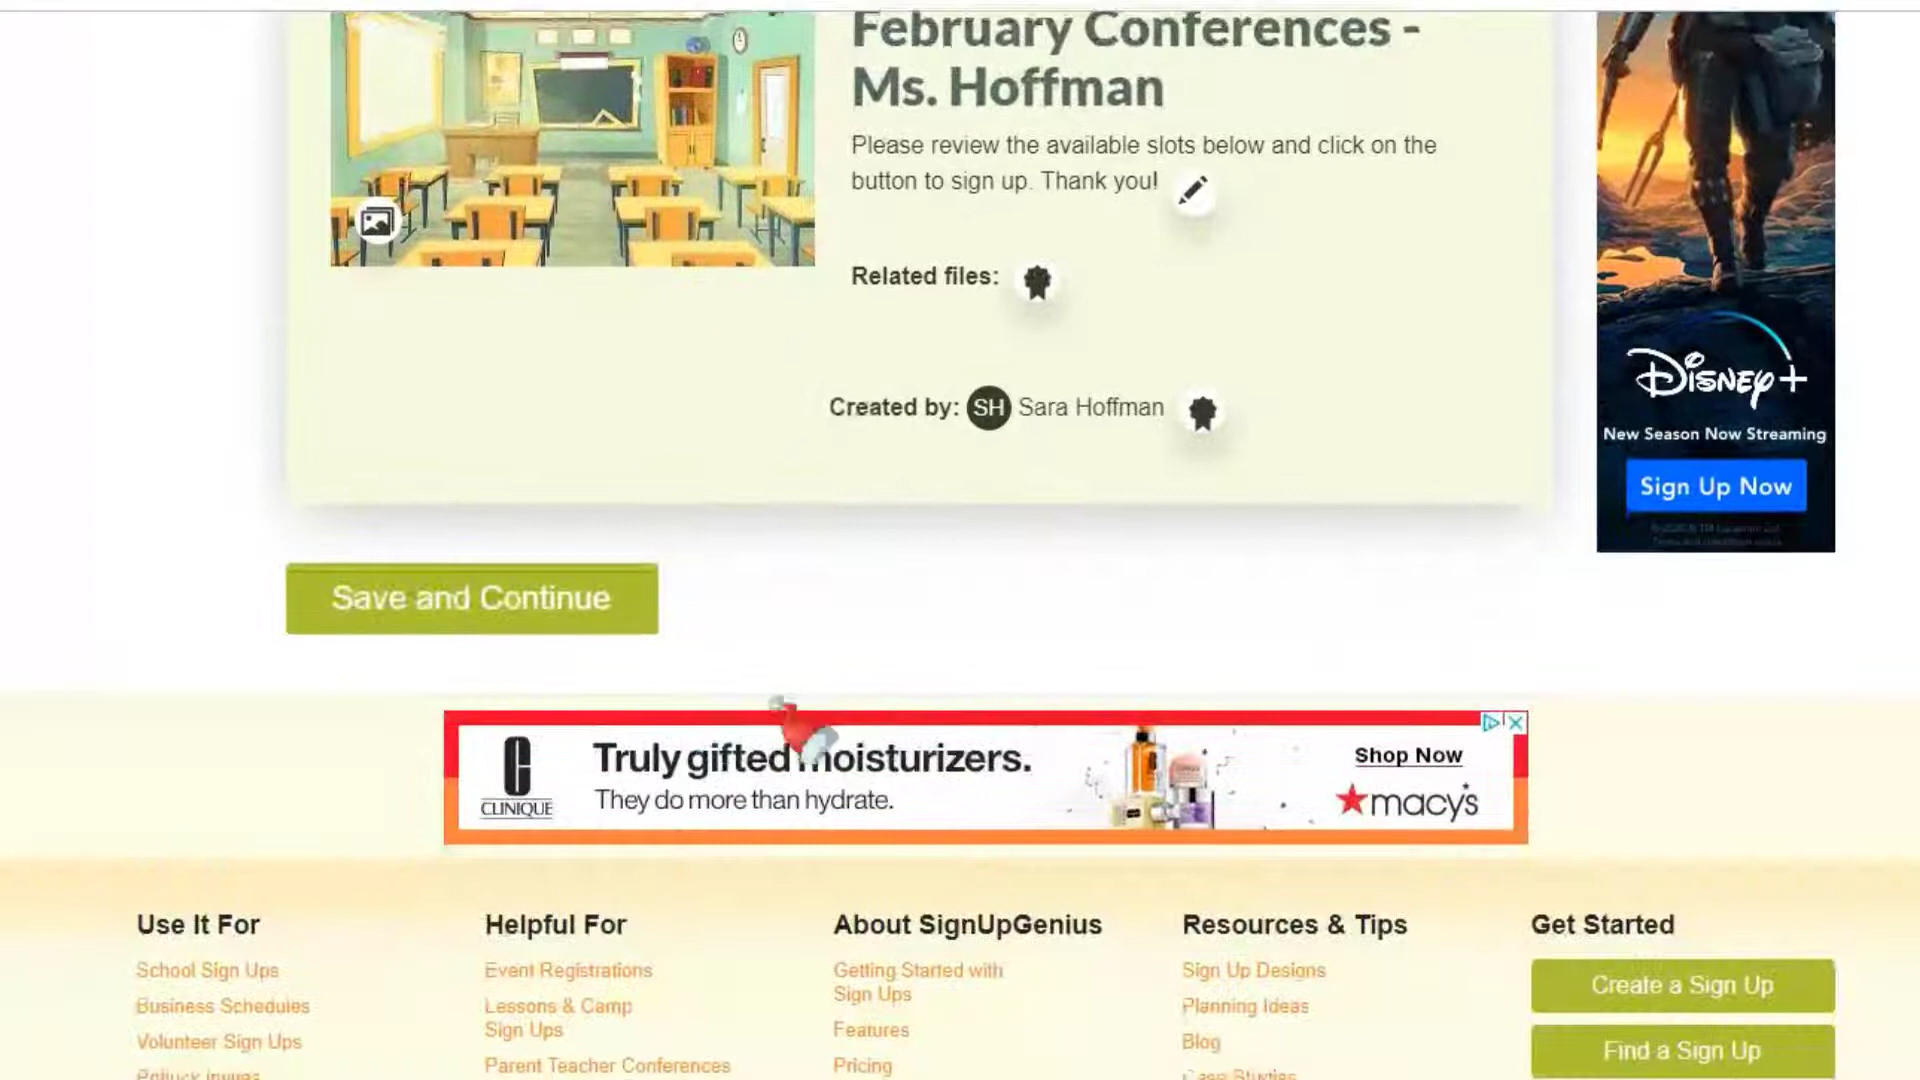 February Conferences -
Ms. Hoffman
Please review the available slots below and click on the
button to sign up. Thank you!
Related files:
Created by: SH Sara Hoffman
Disney+
New Season Now Streaming
Sign Up Now
Save and Continue
CLINIQUE
Truly gifted moisturizers.
They do more than hydrate.
Shop Now
macy's
Use It For
School Sign Ups
Business Schedules
Volunteer Sign Ups
Potluck Invites
Helpful For
Event Registrations
Lessons & Camp
Sign Ups
Parent Teacher Conferences
About SignUpGenius
Getting Started with
Sign Ups
Features
Pricing
Resources & Tips
Sign Up Designs
Planning Ideas
Blog
Case Studies
Get Started
Create a Sign Up
Find a Sign Up